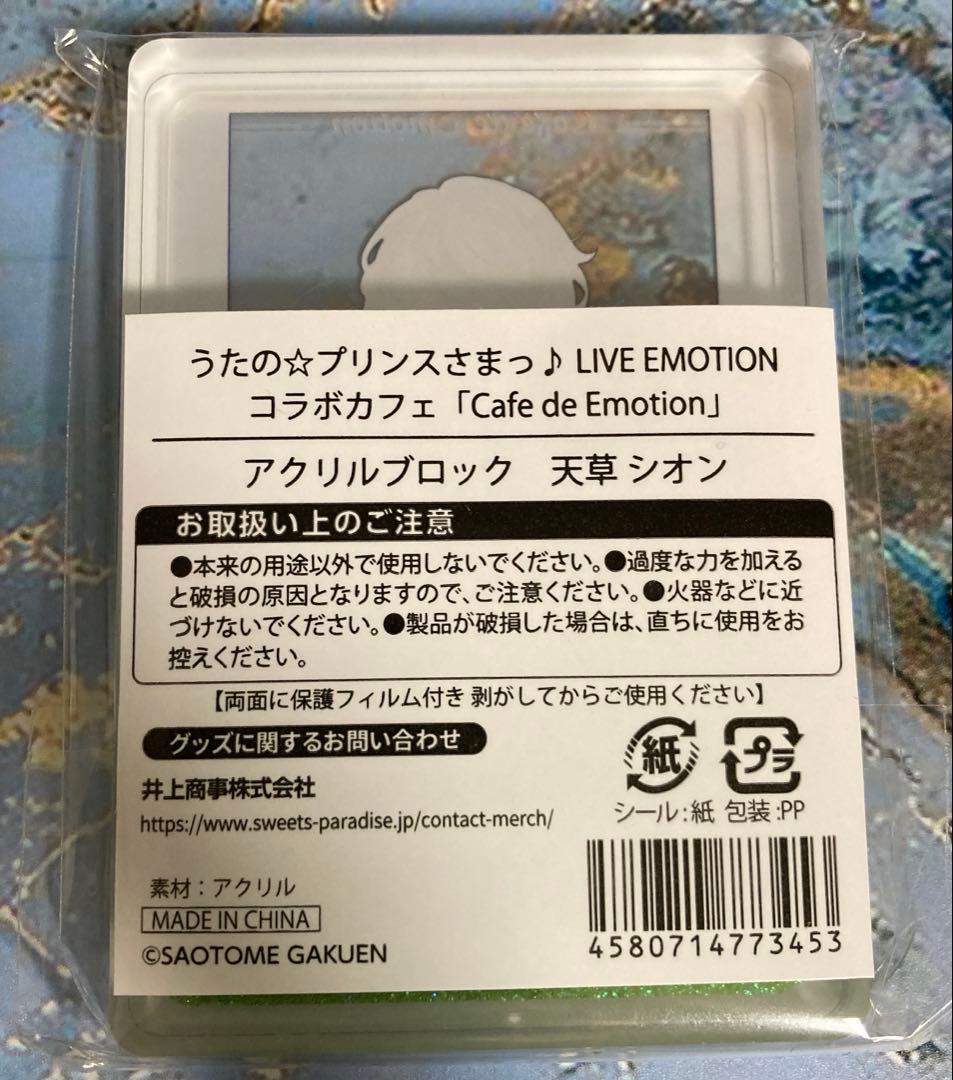 うたの☆プリンスさまっ♪ LIVE EMOTION
コラボカフェ「Cafe de Emotion」
アクリルブロック　天草 シオン
お取扱い上のご注意
●本来の用途以外で使用しないでください。●過度な力を加える
と破損の原因となりますので、ご注意ください。●火器などに近
づけないでください。●製品が破損した場合は、直ちに使用をお
控えください。
【両面に保護フィルム付き 剥がしてからご使用ください】
グッズに関するお問い合わせ
井上商事株式会社
https://www.sweets-paradise.jp/contact-merch/
紙 プラ
シール:紙 包装:PP
素材：アクリル
MADE IN CHINA
©SAOTOME GAKUEN
4580714773453